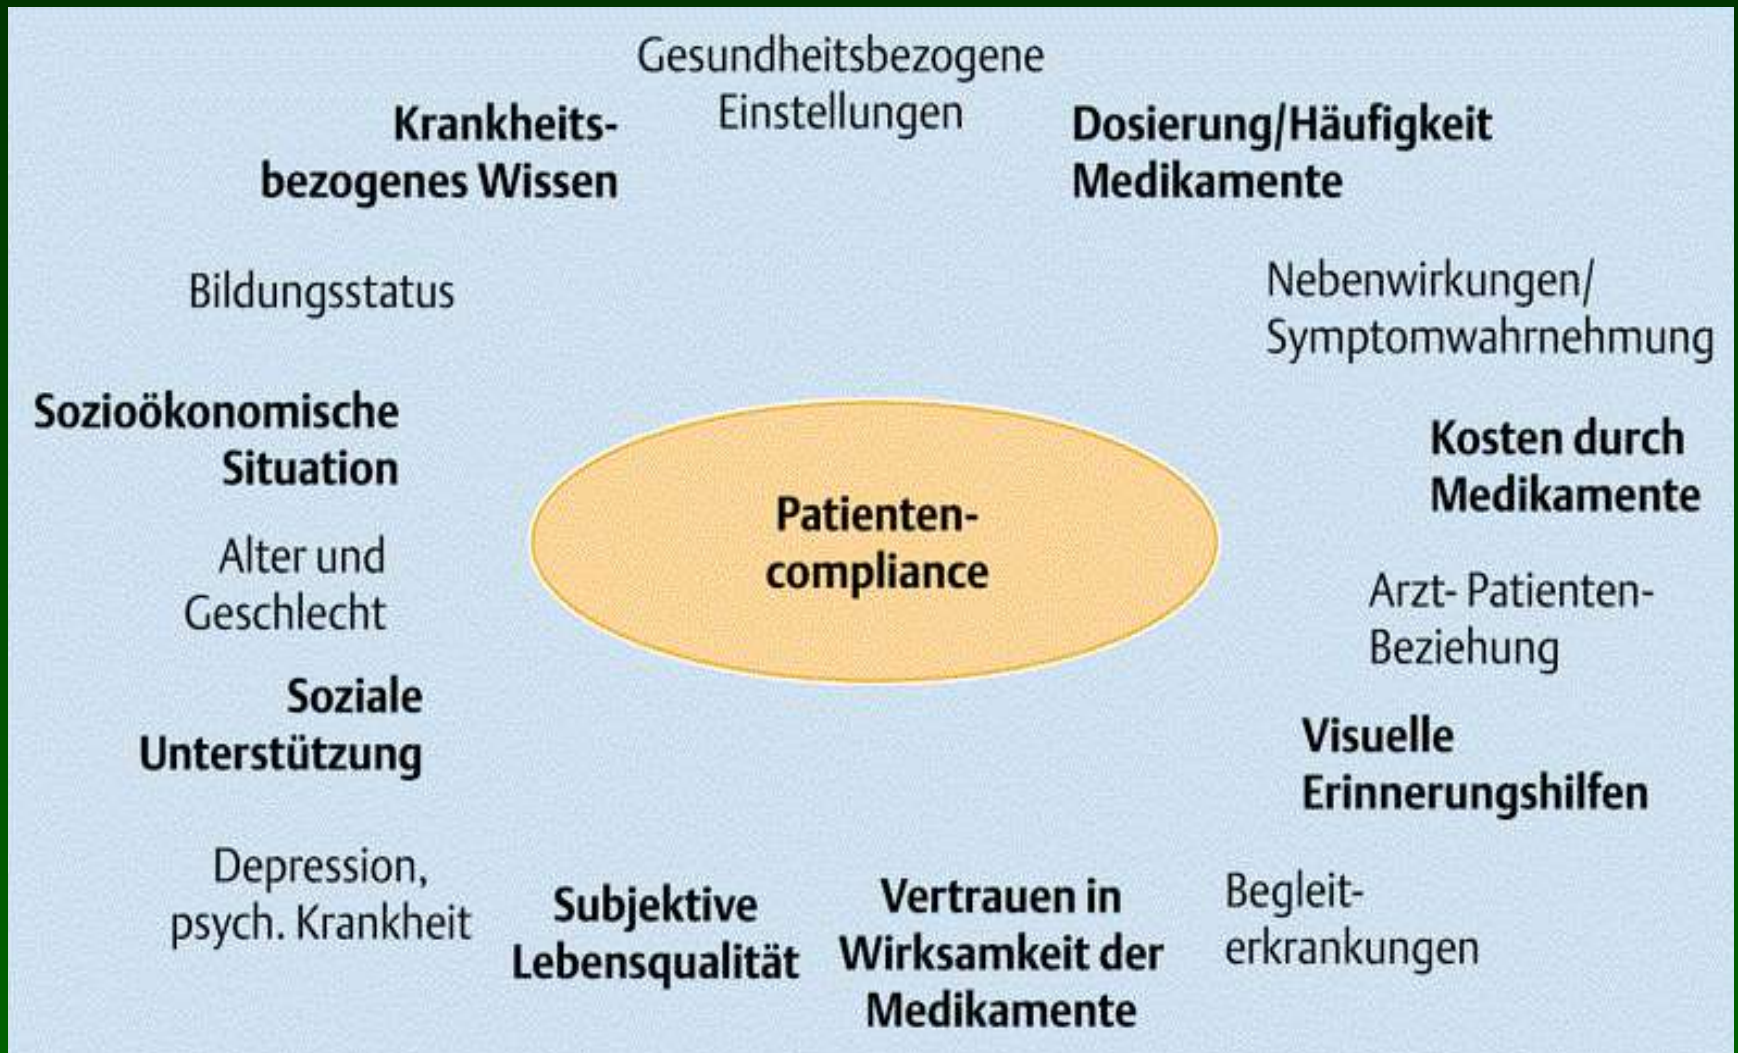 Gesundheitsbezogene
Einstellungen
Krankheits-
bezogenes Wissen
Dosierung/Häufigkeit
Medikamente
Bildungsstatus
Nebenwirkungen/
Symptomwahrnehmung
Sozioökonomische
Situation
Kosten durch
Medikamente
Patienten-
compliance
Alter und
Geschlecht
Arzt- Patienten-
Beziehung
Soziale
Unterstützung
Visuelle
Erinnerungshilfen
Depression,
psych. Krankheit
Subjektive
Lebensqualität
Vertrauen in
Wirksamkeit der
Medikamente
Begleit-
erkrankungen